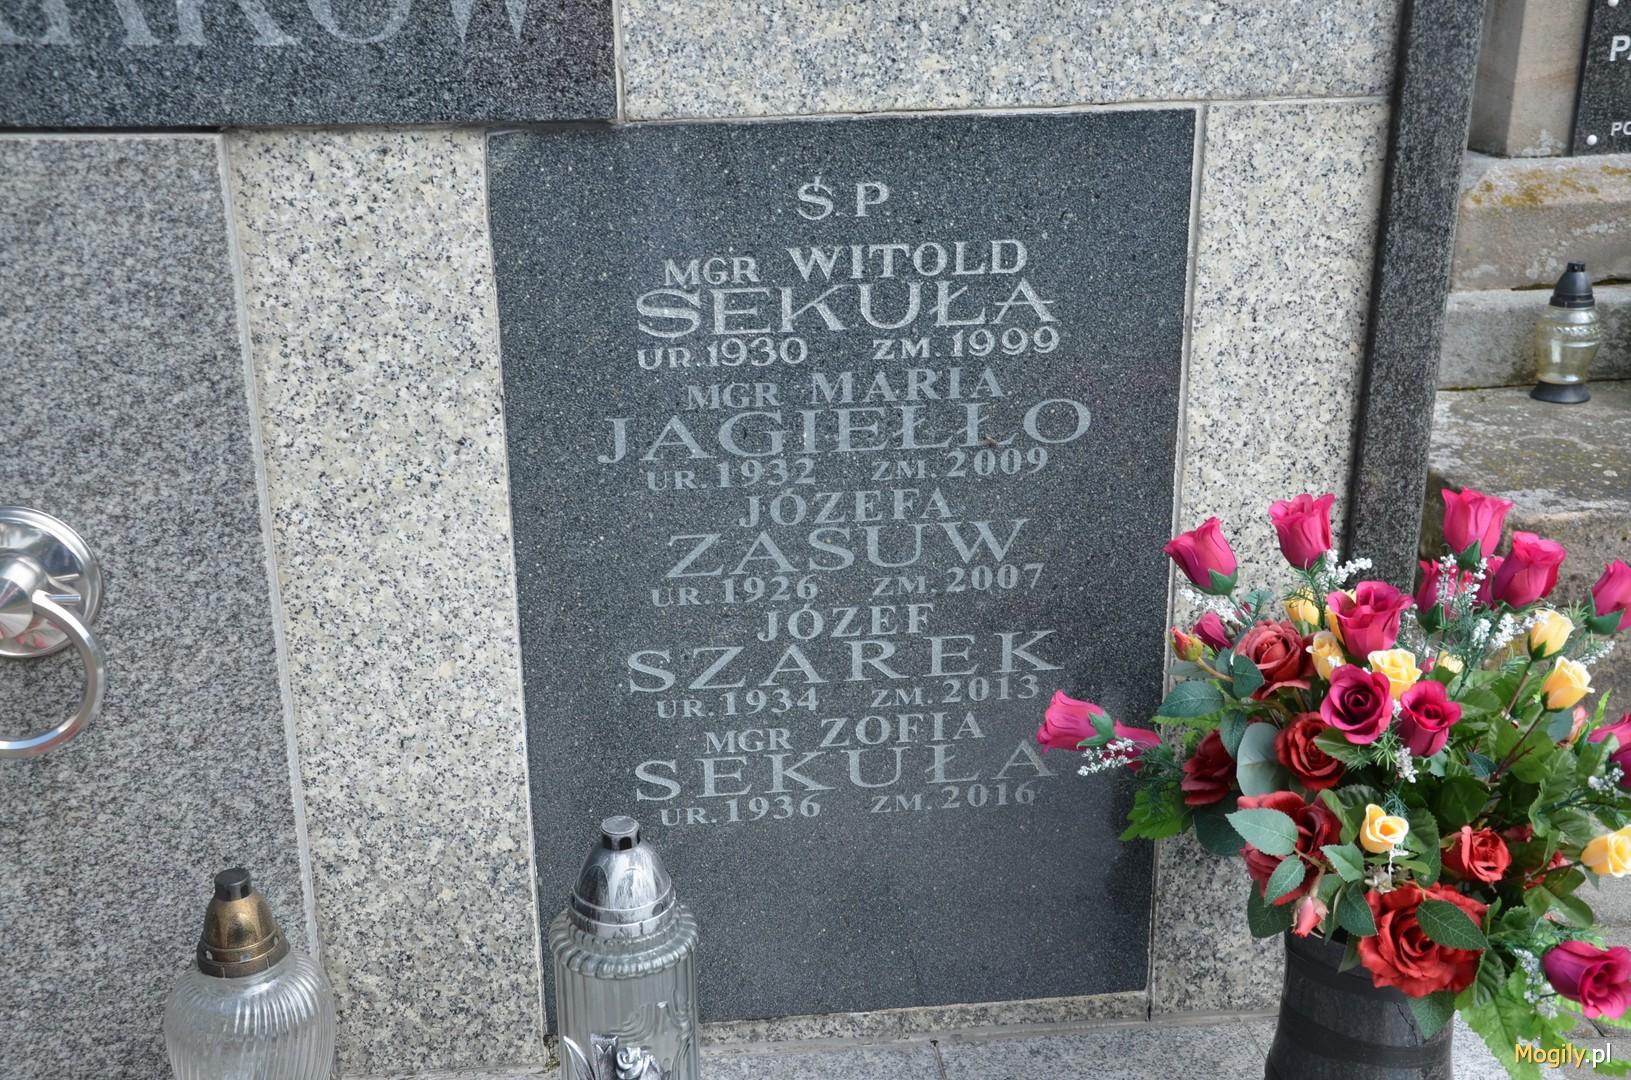 Ś.P
MGR WITOLD
SEKUŁA
UR.1930 ZM.1999
MGR MARIA
JAGIEŁŁO
UR.1932 ZM.2009
JÓZEFA
ZASUW
UR.1926 ZM.2007
JÓZEF
SZAREK
UR.1934 ZM.2013
MGR ZOFIA
SEKUŁA
UR.1936 ZM.2016
Mogily.pl